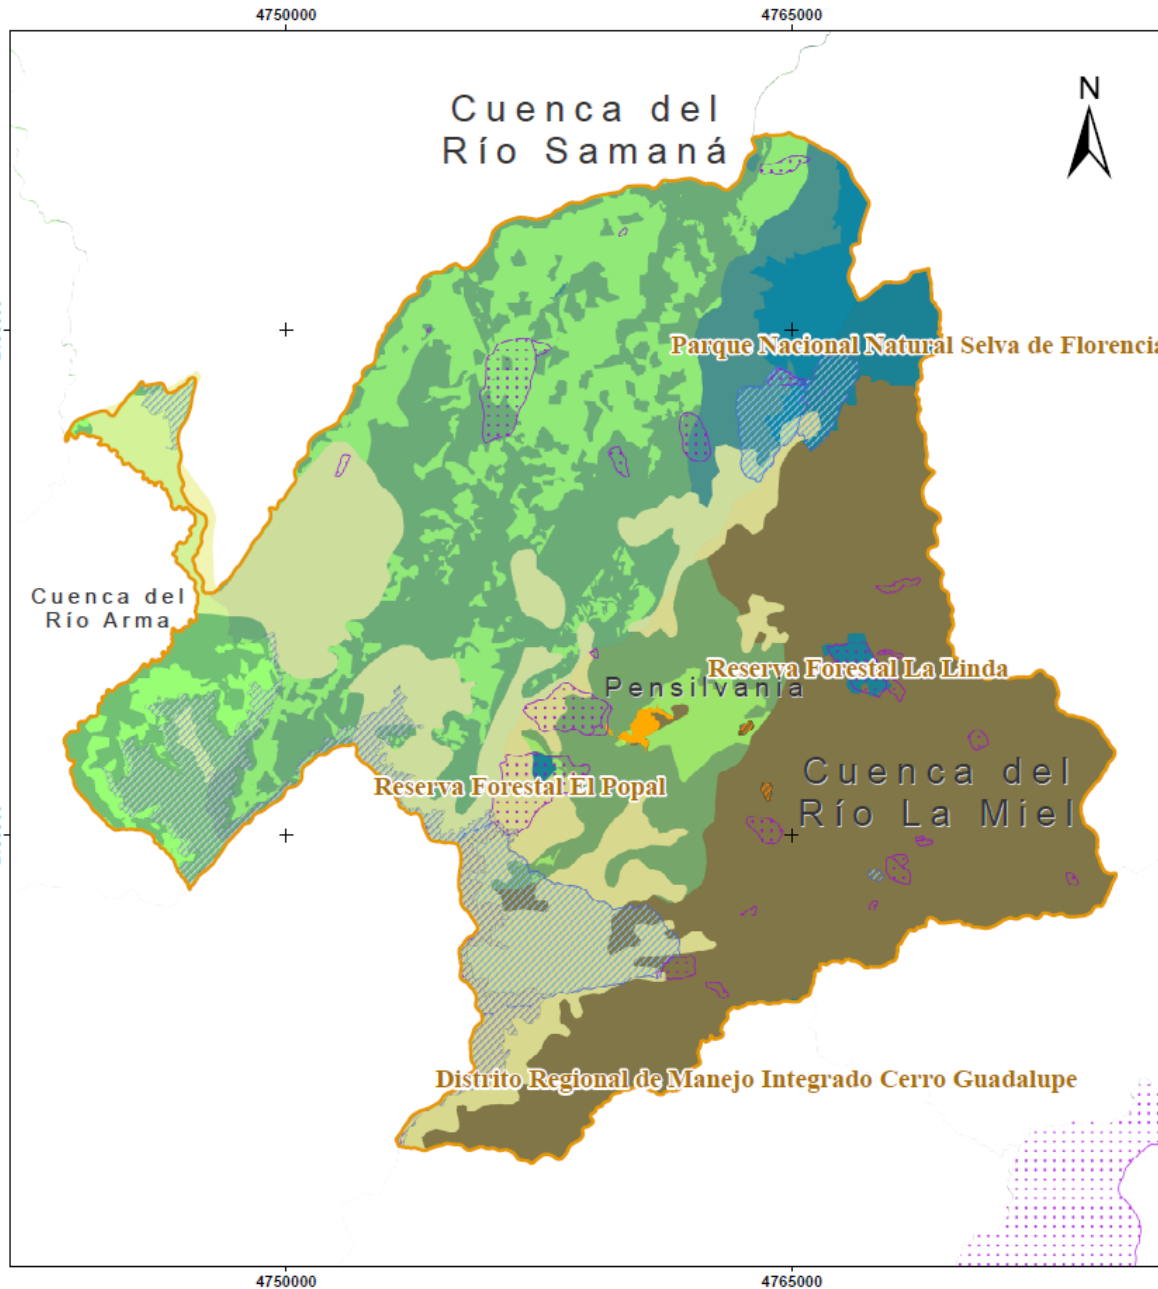 4750000 4765000
N
Cuenca del
Río Samaná
Parque Nacional Natural Selva de Florencia
Cuenca del
Río Arma
Reserva Forestal La Linda
Pensilvania
Cuenca del
Río La Miel
Reserva Forestal El Popal
Distrito Regional de Manejo Integrado Cerro Guadalupe
4750000 4765000